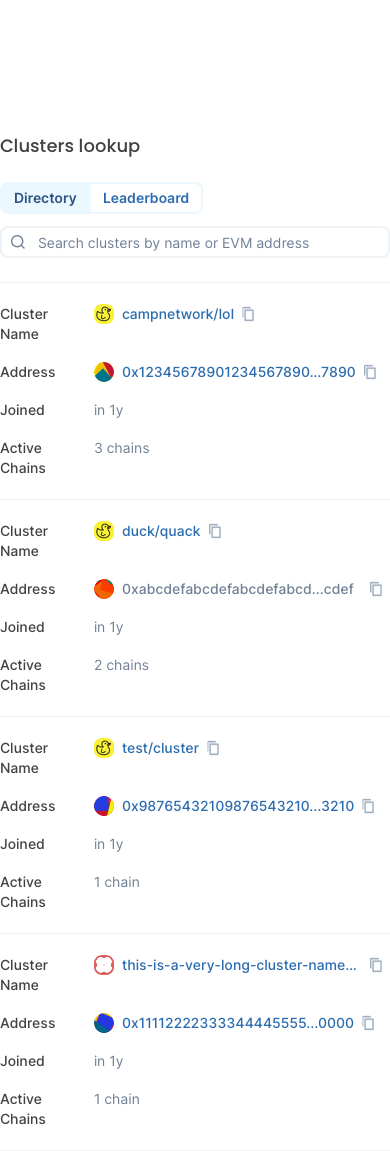 Clusters lookup
Directory Leaderboard
Search clusters by name or EVM address
Cluster Name campnetwork/lol
Address 0x12345678901234567890...7890
Joined in 1y
Active Chains 3 chains
Cluster Name duck/quack
Address 0xabcdefabcdefabcdefabcd...cdef
Joined in 1y
Active Chains 2 chains
Cluster Name test/cluster
Address 0x98765432109876543210...3210
Joined in 1y
Active Chains 1 chain
Cluster Name this-is-a-very-long-cluster-name...
Address 0x11112222333344445555...0000
Joined in 1y
Active Chains 1 chain